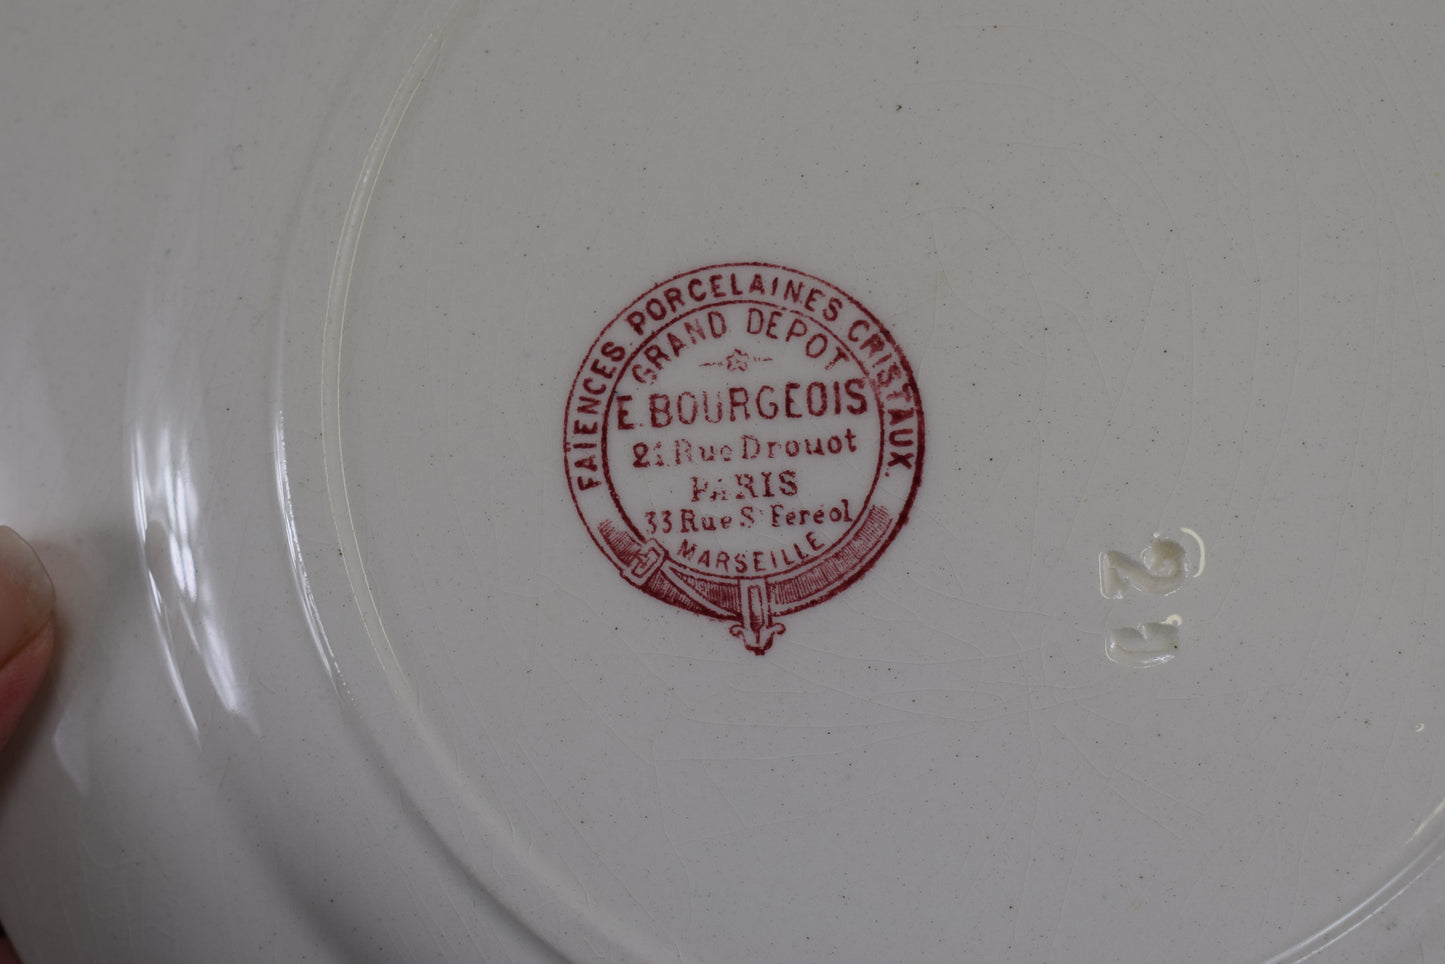 FAIENCES. PORCELAINES CRISTAUX.
GRAND DEPOT
E. BOURGEOIS
21 Rue Drouot
PARIS
33 Rue St Fereol
MARSEILLE